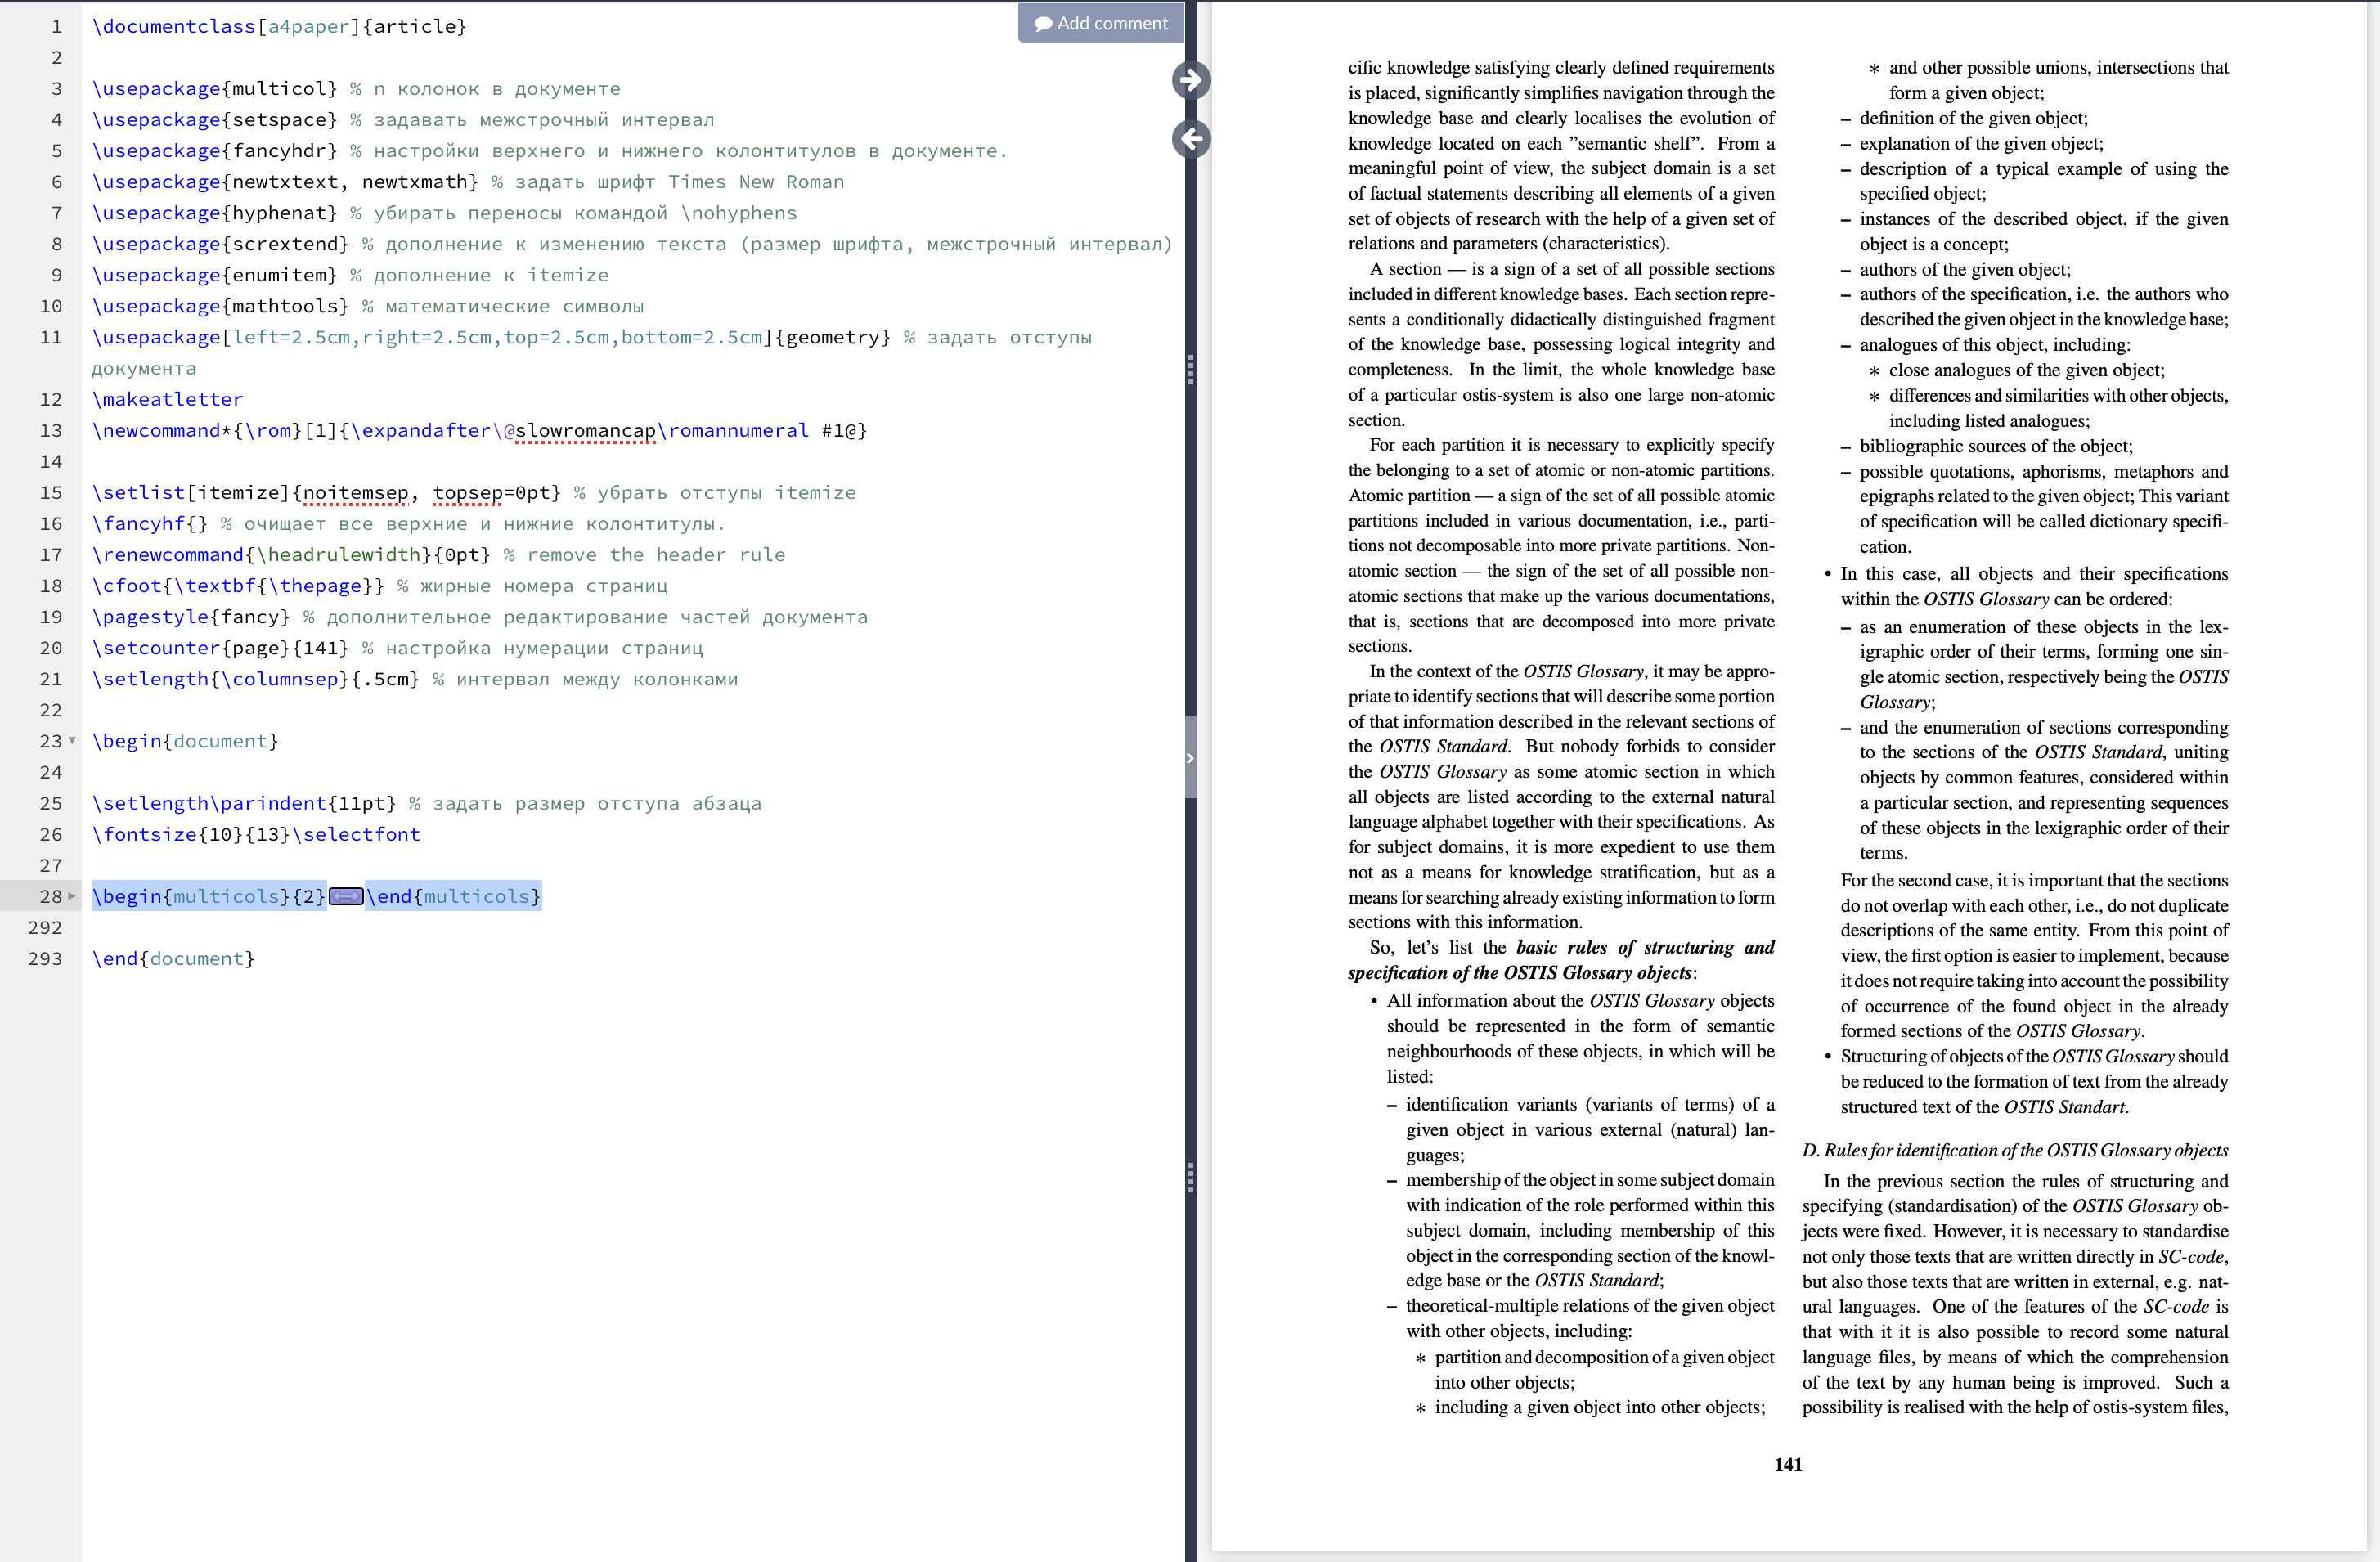 Add comment
1 \documentclass[a4paper]{article}
2
3 \usepackage{multicol} % n колонок в документе
4 \usepackage{setspace} % задавать межстрочный интервал
5 \usepackage{fancyhdr} % настройки верхнего и нижнего колонтитулов в документе.
6 \usepackage{newtxtext, newtxmath} % задать шрифт Times New Roman
7 \usepackage{hyphenat} % убирать переносы командой \nohyphens
8 \usepackage{scrextend} % дополнение к изменению текста (размер шрифта, межстрочный интервал)
9 \usepackage{enumitem} % дополнение к itemize
10 \usepackage{mathtools} % математические символы
11 \usepackage[left=2.5cm,right=2.5cm,top=2.5cm,bottom=2.5cm]{geometry} % задать отступы
документа
12 \makeatletter
13 \newcommand*{\rom}[1]{\expandafter\@slowromancap\romannumeral #1@}
14
15 \setlist[itemize]{noitemsep, topsep=0pt} % убрать отступы itemize
16 \fancyhf{} % очищает все верхние и нижние колонтитулы.
17 \renewcommand{\headrulewidth}{0pt} % remove the header rule
18 \cfoot{\textbf{\thepage}} % жирные номера страниц
19 \pagestyle{fancy} % дополнительное редактирование частей документа
20 \setcounter{page}{141} % настройка нумерации страниц
21 \setlength{\columnsep}{.5cm} % интервал между колонками
22
23 \begin{document}
24
25 \setlength\parindent{11pt} % задать размер отступа абзаца
26 \fontsize{10}{13}\selectfont
27
28 \begin{multicols}{2}\end{multicols}
292
293 \end{document}
cific knowledge satisfying clearly defined requirements
is placed, significantly simplifies navigation through the
knowledge base and clearly localises the evolution of
knowledge located on each ”semantic shelf”. From a
meaningful point of view, the subject domain is a set
of factual statements describing all elements of a given
set of objects of research with the help of a given set of
relations and parameters (characteristics).
A section — is a sign of a set of all possible sections
included in different knowledge bases. Each section repre-
sents a conditionally didactically distinguished fragment
of the knowledge base, possessing logical integrity and
completeness. In the limit, the whole knowledge base
of a particular ostis-system is also one large non-atomic
section.
For each partition it is necessary to explicitly specify
the belonging to a set of atomic or non-atomic partitions.
Atomic partition — a sign of the set of all possible atomic
partitions included in various documentation, i.e., parti-
tions not decomposable into more private partitions. Non-
atomic section — the sign of the set of all possible non-
atomic sections that make up the various documentations,
that is, sections that are decomposed into more private
sections.
In the context of the OSTIS Glossary, it may be appro-
priate to identify sections that will describe some portion
of that information described in the relevant sections of
the OSTIS Standard. But nobody forbids to consider
the OSTIS Glossary as some atomic section in which
all objects are listed according to the external natural
language alphabet together with their specifications. As
for subject domains, it is more expedient to use them
not as a means for knowledge stratification, but as a
means for searching already existing information to form
sections with this information.
So, let’s list the basic rules of structuring and
specification of the OSTIS Glossary objects:
• All information about the OSTIS Glossary objects
should be represented in the form of semantic
neighbourhoods of these objects, in which will be
listed:
– identification variants (variants of terms) of a
given object in various external (natural) lan-
guages;
– membership of the object in some subject domain
with indication of the role performed within this
subject domain, including membership of this
object in the corresponding section of the knowl-
edge base or the OSTIS Standard;
– theoretical-multiple relations of the given object
with other objects, including:
∗ partition and decomposition of a given object
into other objects;
∗ including a given object into other objects;
∗ and other possible unions, intersections that
form a given object;
– definition of the given object;
– explanation of the given object;
– description of a typical example of using the
specified object;
– instances of the described object, if the given
object is a concept;
– authors of the given object;
– authors of the specification, i.e. the authors who
described the given object in the knowledge base;
– analogues of this object, including:
∗ close analogues of the given object;
∗ differences and similarities with other objects,
including listed analogues;
– bibliographic sources of the object;
– possible quotations, aphorisms, metaphors and
epigraphs related to the given object; This variant
of specification will be called dictionary specifi-
cation.
• In this case, all objects and their specifications
within the OSTIS Glossary can be ordered:
– as an enumeration of these objects in the lex-
igraphic order of their terms, forming one sin-
gle atomic section, respectively being the OSTIS
Glossary;
– and the enumeration of sections corresponding
to the sections of the OSTIS Standard, uniting
objects by common features, considered within
a particular section, and representing sequences
of these objects in the lexigraphic order of their
terms.
For the second case, it is important that the sections
do not overlap with each other, i.e., do not duplicate
descriptions of the same entity. From this point of
view, the first option is easier to implement, because
it does not require taking into account the possibility
of occurrence of the found object in the already
formed sections of the OSTIS Glossary.
• Structuring of objects of the OSTIS Glossary should
be reduced to the formation of text from the already
structured text of the OSTIS Standart.
D. Rules for identification of the OSTIS Glossary objects
In the previous section the rules of structuring and
specifying (standardisation) of the OSTIS Glossary ob-
jects were fixed. However, it is necessary to standardise
not only those texts that are written directly in SC-code,
but also those texts that are written in external, e.g. nat-
ural languages. One of the features of the SC-code is
that with it it is also possible to record some natural
language files, by means of which the comprehension
of the text by any human being is improved. Such a
possibility is realised with the help of ostis-system files,
141